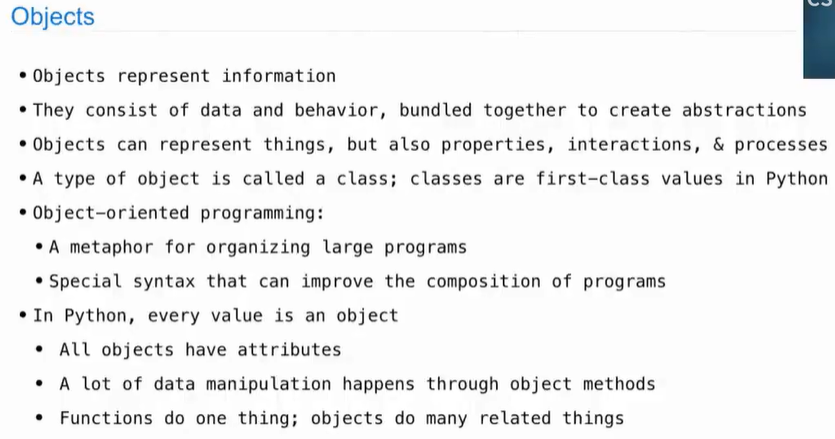 Objects
• Objects represent information
• They consist of data and behavior, bundled together to create abstractions
• Objects can represent things, but also properties, interactions, & processes
• A type of object is called a class; classes are first-class values in Python
• Object-oriented programming:
• A metaphor for organizing large programs
• Special syntax that can improve the composition of programs
• In Python, every value is an object
• All objects have attributes
• A lot of data manipulation happens through object methods
• Functions do one thing; objects do many related things